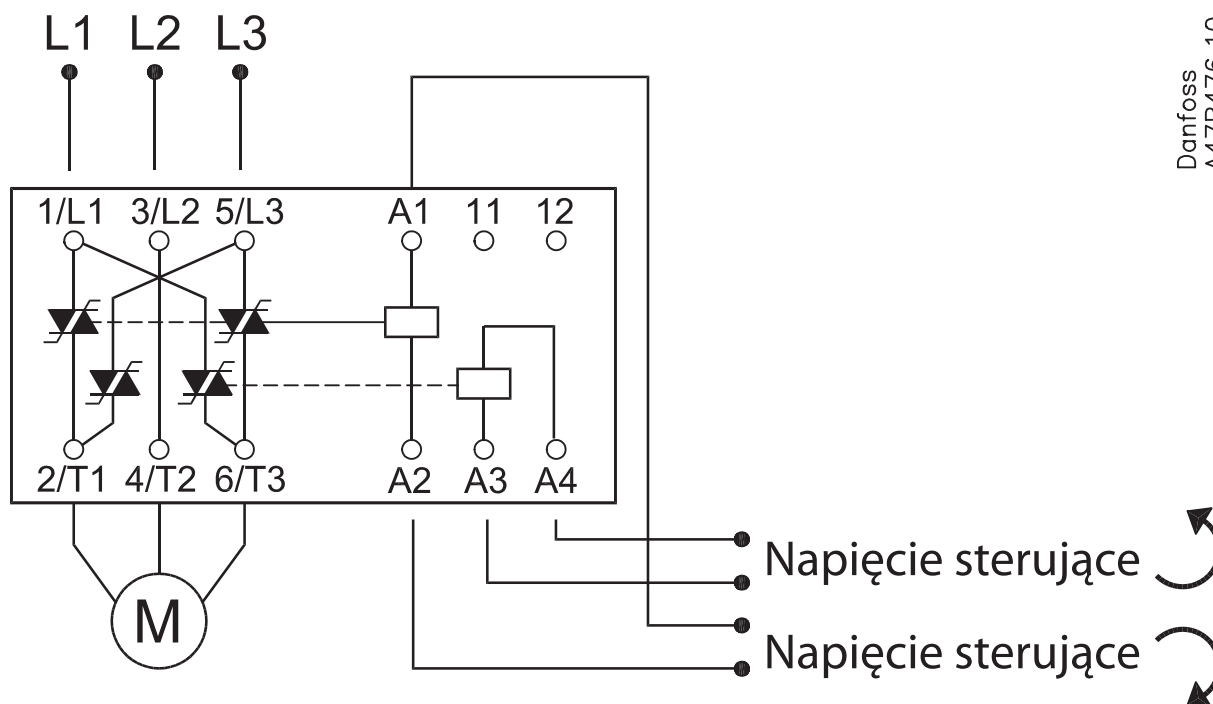 L1 L2 L3
Danfoss
1/L1 3/L2 5/L3 A1 11 12
2/T1 4/T2 6/T3 A2 A3 A4
Napięcie sterujące
M
Napięcie sterujące